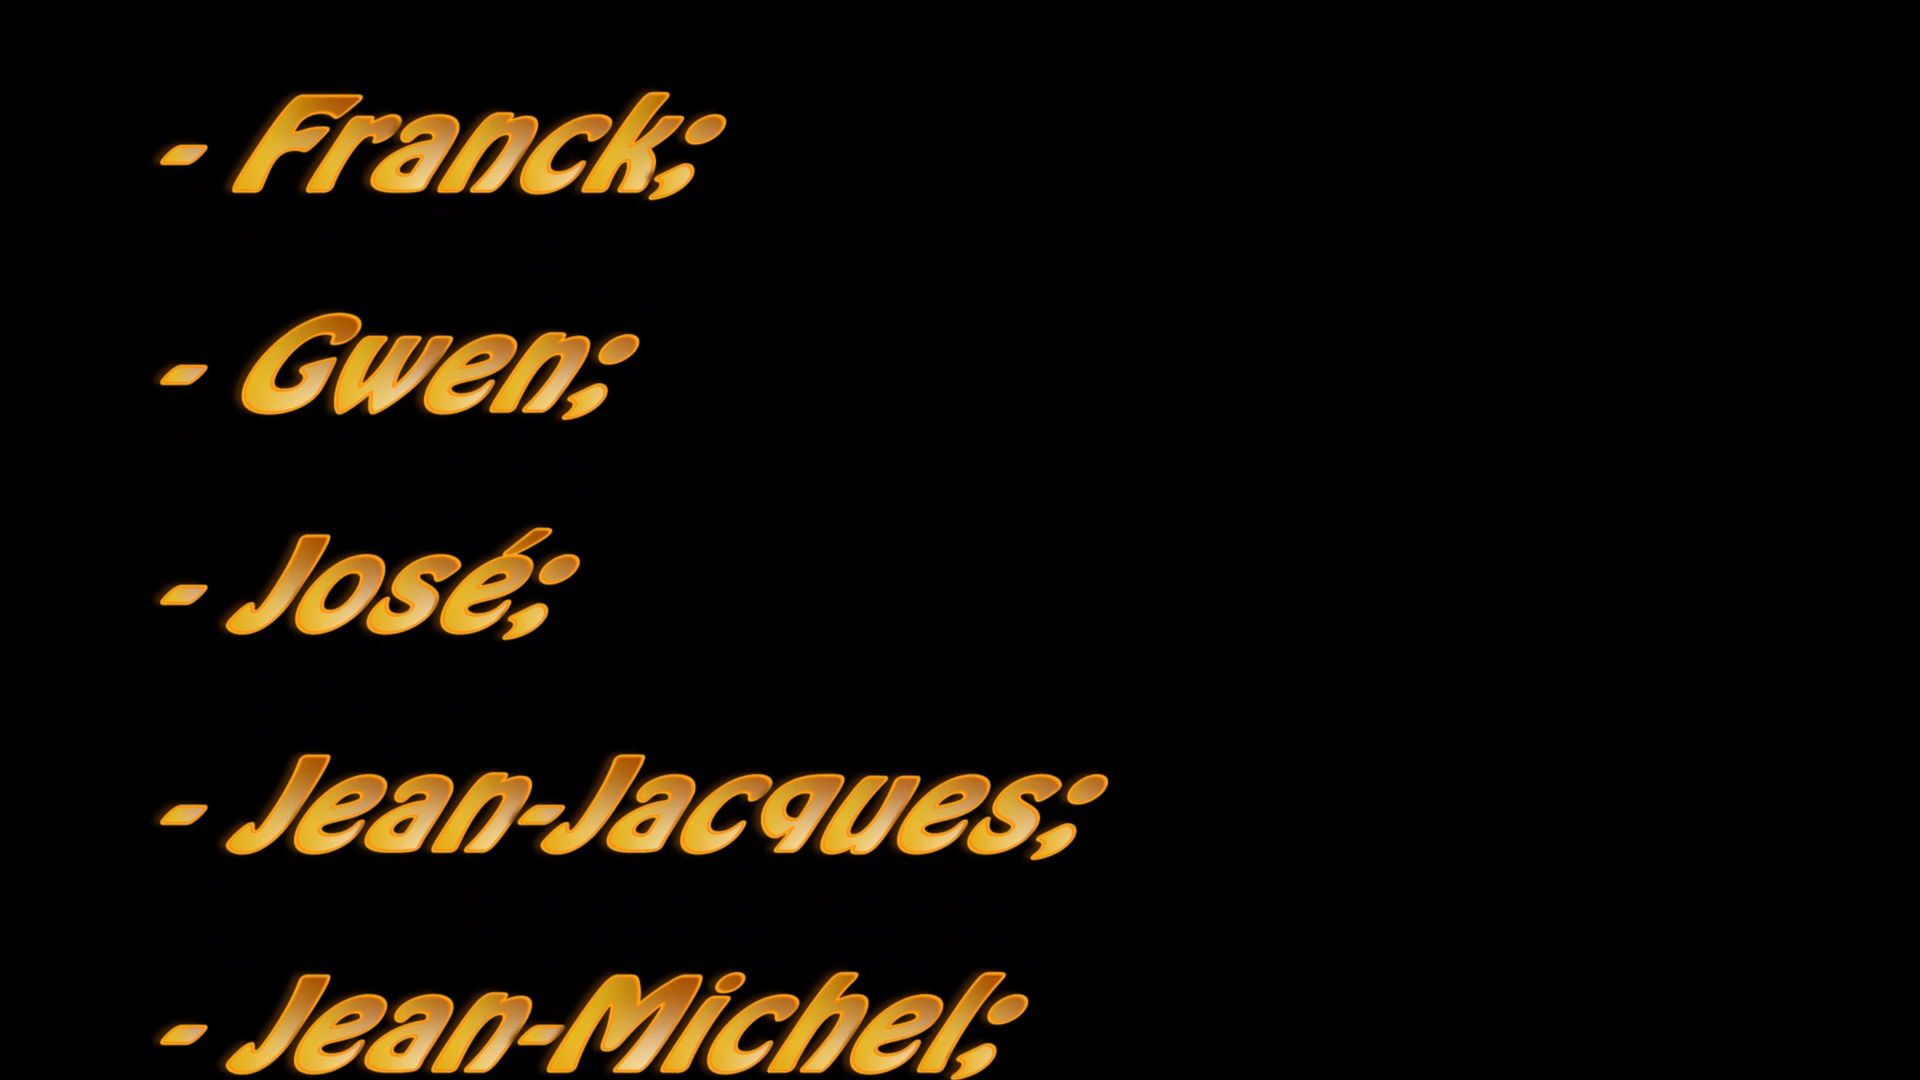 - Franck;
- Gwen;
- José;
- Jean-Jacques;
- Jean-Michel;